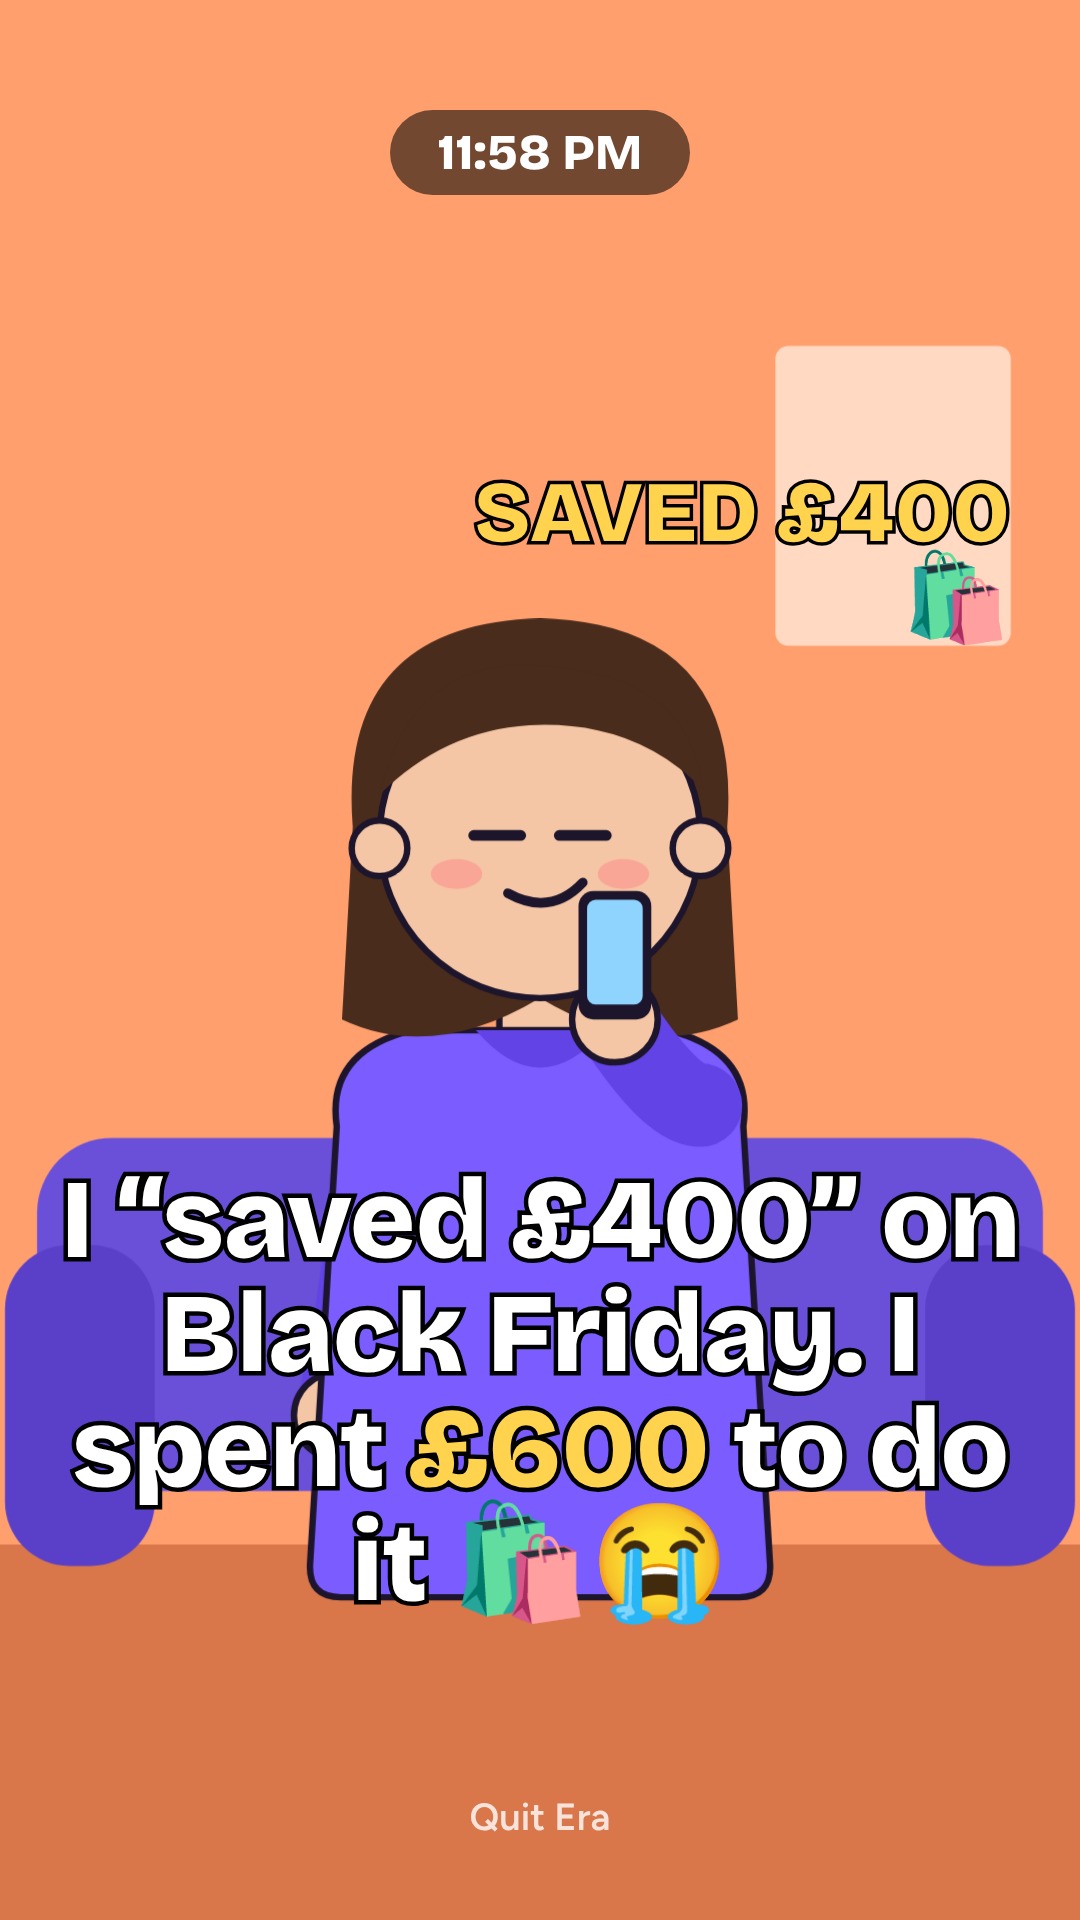 11:58 PM
SAVED £400
🛍️
I “saved £400” on
Black Friday. I
spent £600 to do
it 🛍️ 😭
Quit Era